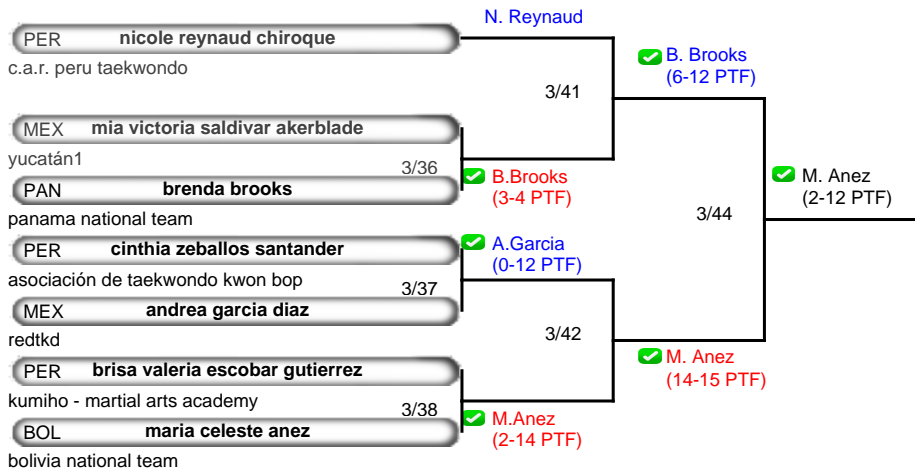 N. Reynaud
PER nicole reynaud chiroque
c.a.r. peru taekwondo
B. Brooks
(6-12 PTF)
3/41
MEX mia victoria saldivar akerblade
yucatán1
3/36
PAN brenda brooks
panama national team
B.Brooks
(3-4 PTF)
M. Anez
(2-12 PTF)
3/44
PER cinthia zeballos santander
asociación de taekwondo kwon bop
A.Garcia
(0-12 PTF)
3/37
MEX andrea garcia diaz
redtkd
3/42
M. Anez
(14-15 PTF)
PER brisa valeria escobar gutierrez
kumiho - martial arts academy
3/38
BOL maria celeste anez
bolivia national team
M.Anez
(2-14 PTF)